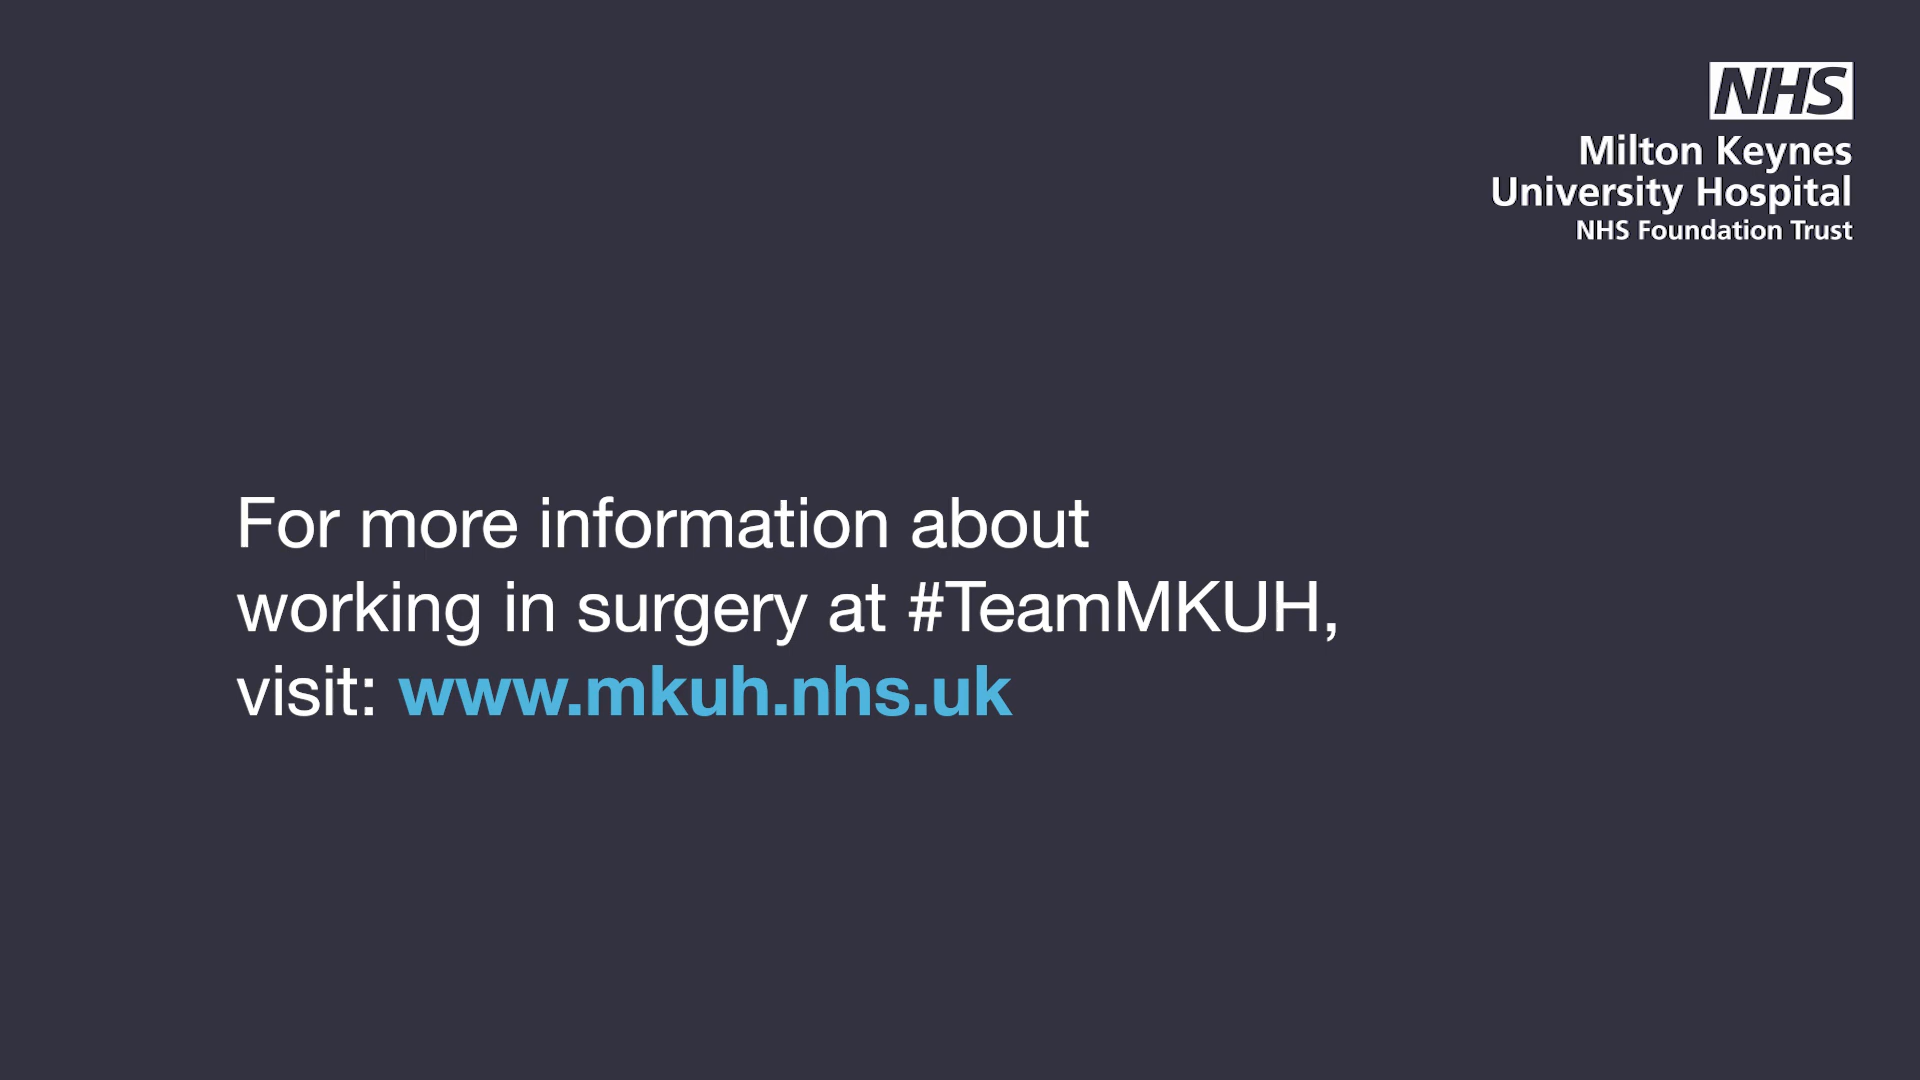 NHS
Milton Keynes
University Hospital
NHS Foundation Trust
For more information about
working in surgery at #TeamMKUH,
visit: www.mkuh.nhs.uk